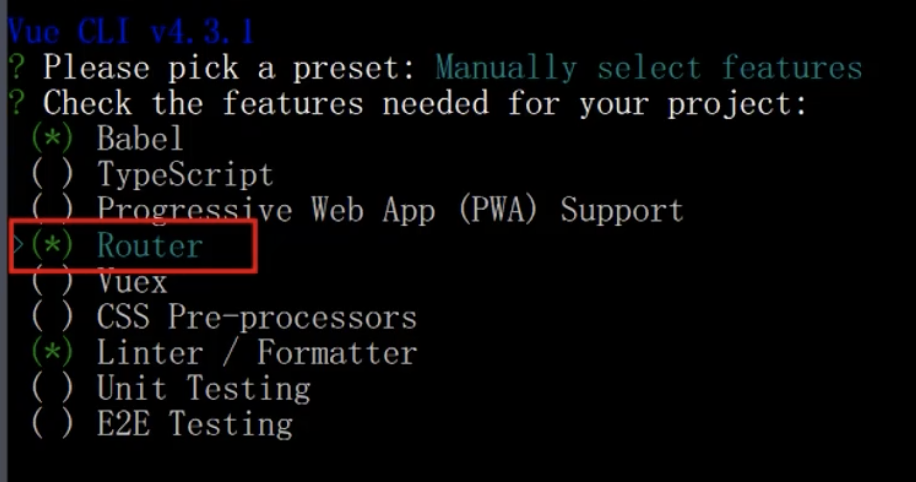 Vue CLI v4.3.1
? Please pick a preset: Manually select features
? Check the features needed for your project:
(*) Babel
( ) TypeScript
( ) Progressive Web App (PWA) Support
>(*) Router
( ) Vuex
( ) CSS Pre-processors
(*) Linter / Formatter
( ) Unit Testing
( ) E2E Testing